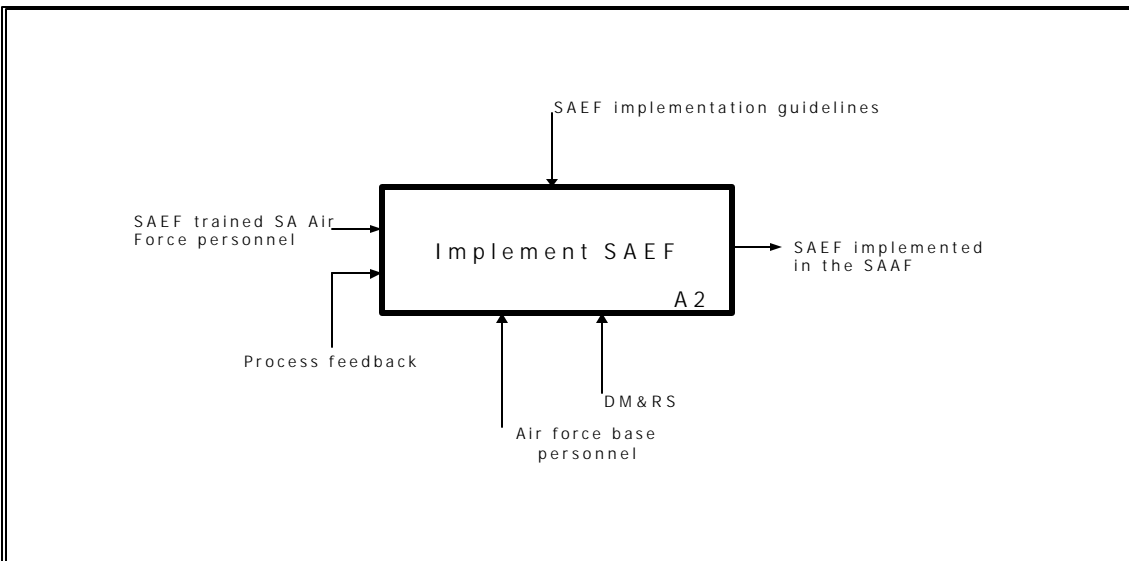 SAEF implementation guidelines
SAEF trained SA Air
Force personnel
Implement SAEF
SAEF implemented
in the SAAF
A2
Process feedback
DM&RS
Air force base
personnel